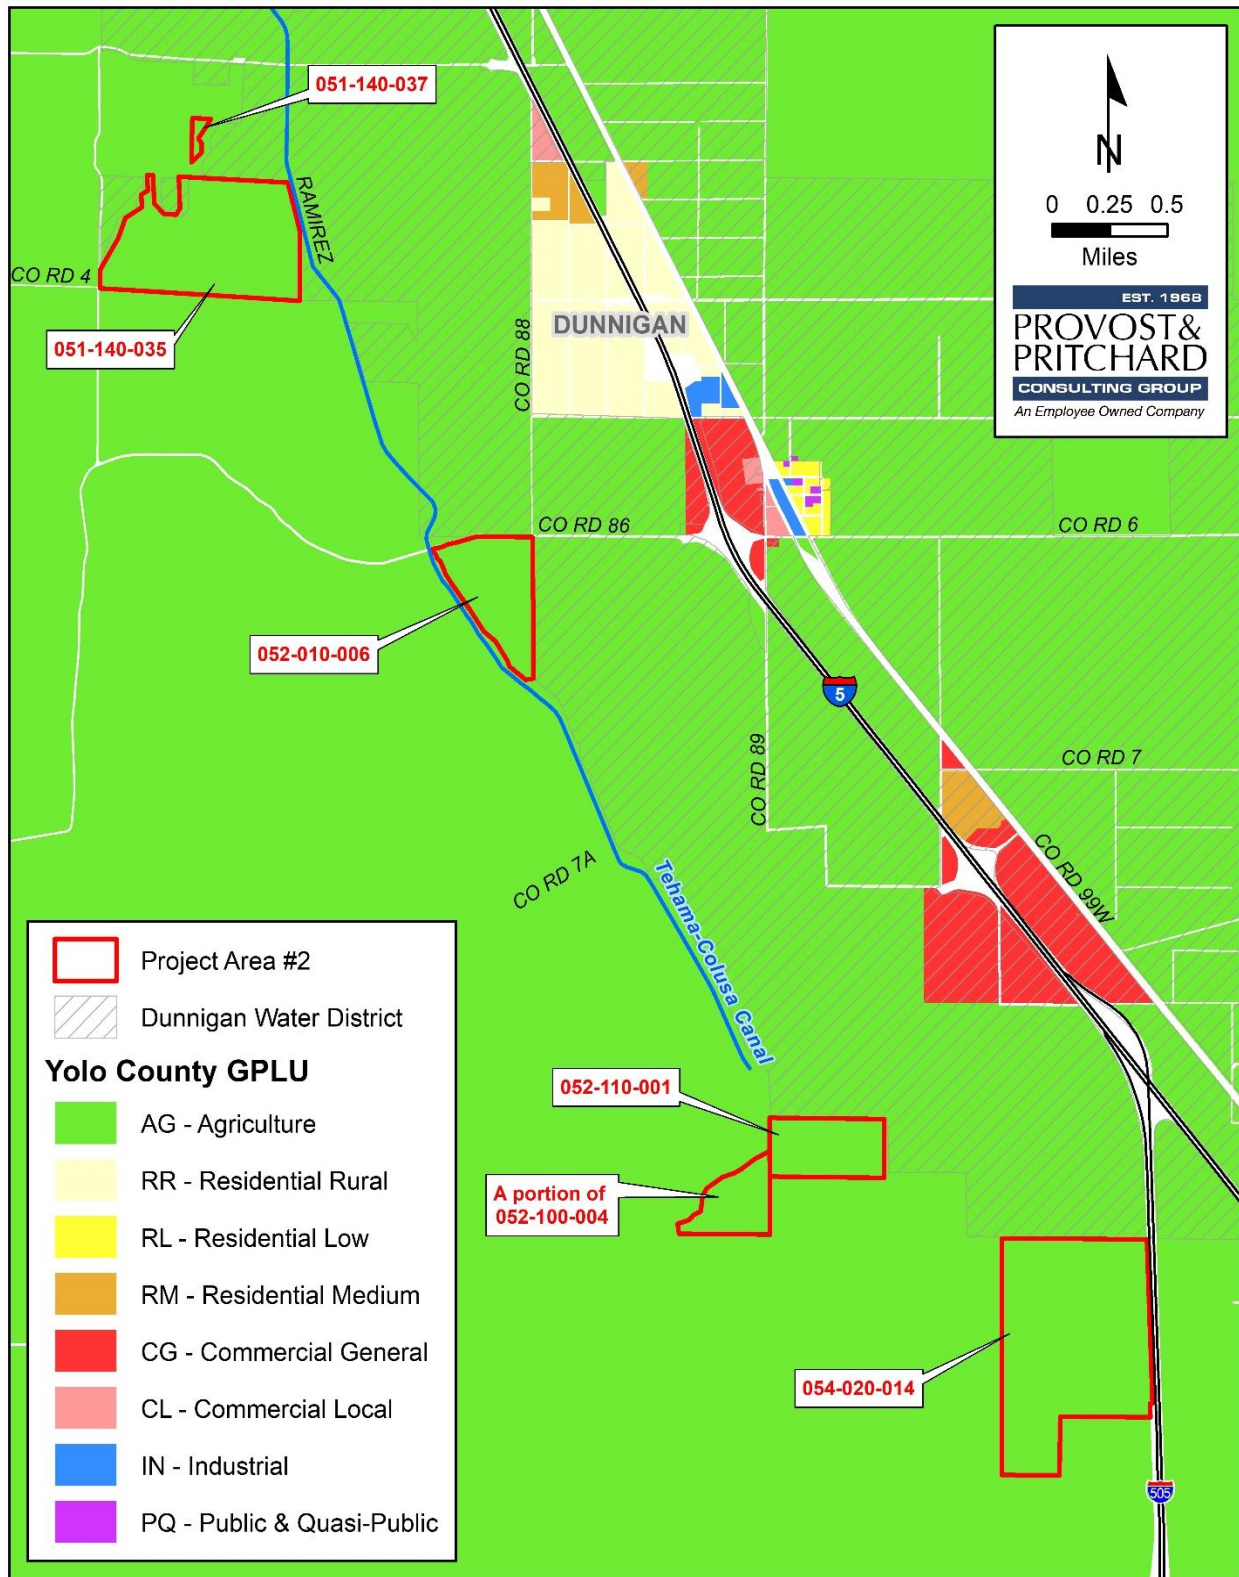 051-140-037
N
0 0.25 0.5
Miles
EST. 1968
PROVOST&
PRITCHARD
CONSULTING GROUP
An Employee Owned Company
RAMIREZ
CO RD 4
051-140-035
CO RD 88
DUNNIGAN
CO RD 86
CO RD 6
052-010-006
5
CO RD 89
CO RD 7
CO RD 7A
CO RD 99W
Tehama-Colusa Canal
052-110-001
A portion of
052-100-004
054-020-014
505
Project Area #2
Dunnigan Water District
Yolo County GPLU
AG - Agriculture
RR - Residential Rural
RL - Residential Low
RM - Residential Medium
CG - Commercial General
CL - Commercial Local
IN - Industrial
PQ - Public & Quasi-Public